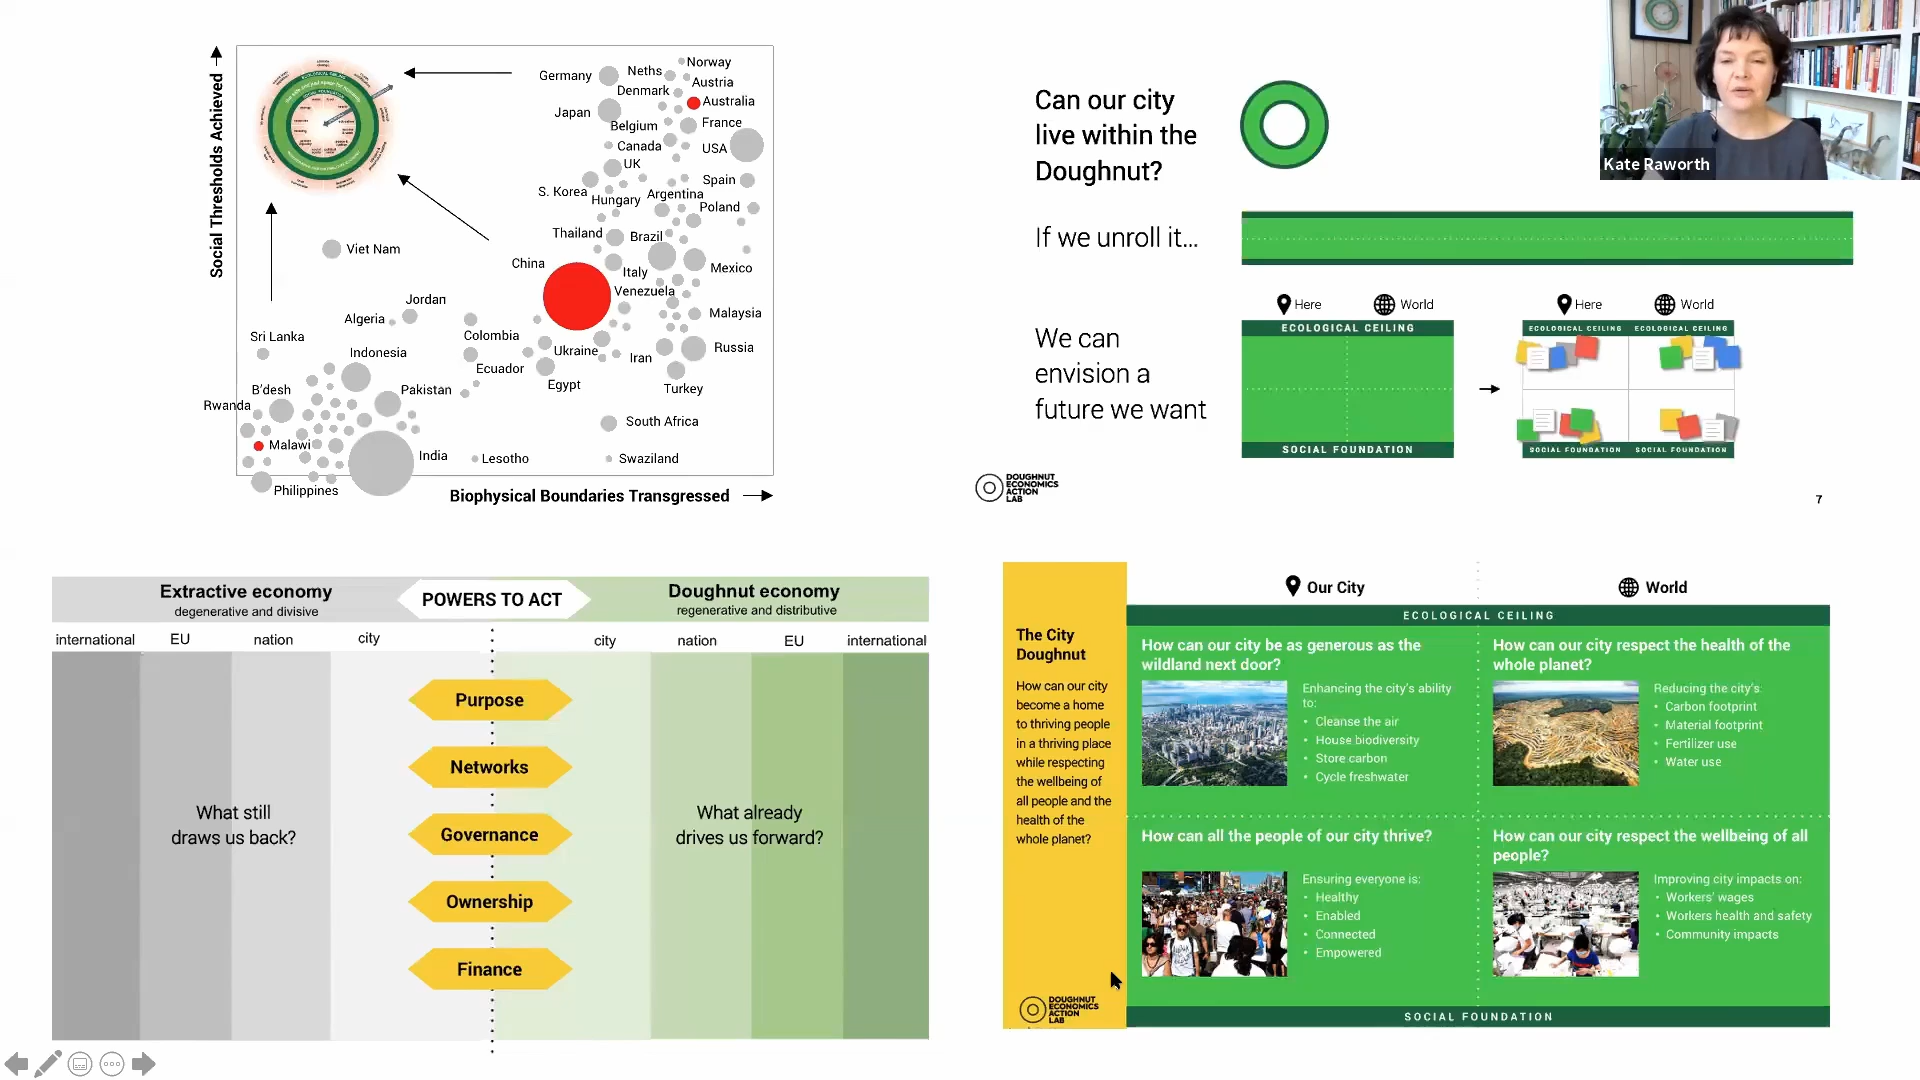 Social Thresholds Achieved
ECOLOGICAL CEILING
Germany
Neths
Norway
Denmark
Austria
Australia
Japan
Belgium
France
Canada
USA
UK
S. Korea
Spain
Hungary
Argentina
Poland
Thailand
Brazil
Viet Nam
China
Italy
Mexico
Venezuela
Jordan
Algeria
Malaysia
Sri Lanka
Colombia
Indonesia
Ukraine
Iran
Russia
Ecuador
B'desh
Pakistan
Egypt
Turkey
Rwanda
South Africa
Malawi
India
Lesotho
Swaziland
Philippines
Biophysical Boundaries Transgressed
Can our city
live within the
Doughnut?
Kate Raworth
If we unroll it...
We can
envision a
future we want
Here
World
ECOLOGICAL CEILING
SOCIAL FOUNDATION
Here
World
ECOLOGICAL CEILING
ECOLOGICAL CEILING
SOCIAL FOUNDATION
SOCIAL FOUNDATION
DOUGHNUT
ECONOMICS
ACTION
LAB
7
Extractive economy
degenerative and divisive
POWERS TO ACT
Doughnut economy
regenerative and distributive
international
EU
nation
city
city
nation
EU
international
Purpose
Networks
Governance
Ownership
Finance
What still
draws us back?
What already
drives us forward?
The City
Doughnut
How can our city
become a home
to thriving people
in a thriving place
while respecting
the wellbeing of
all people and the
health of the
whole planet?
DOUGHNUT
ECONOMICS
ACTION
LAB
Our City
World
ECOLOGICAL CEILING
How can our city be as generous as the
wildland next door?
Enhancing the city's ability
to:
• Cleanse the air
• House biodiversity
• Store carbon
• Cycle freshwater
How can our city respect the health of the
whole planet?
Reducing the city's:
• Carbon footprint
• Material footprint
• Fertilizer use
• Water use
How can all the people of our city thrive?
Ensuring everyone is:
• Healthy
• Enabled
• Connected
• Empowered
How can our city respect the wellbeing of all
people?
Improving city impacts on:
• Workers' wages
• Workers health and safety
• Community impacts
SOCIAL FOUNDATION